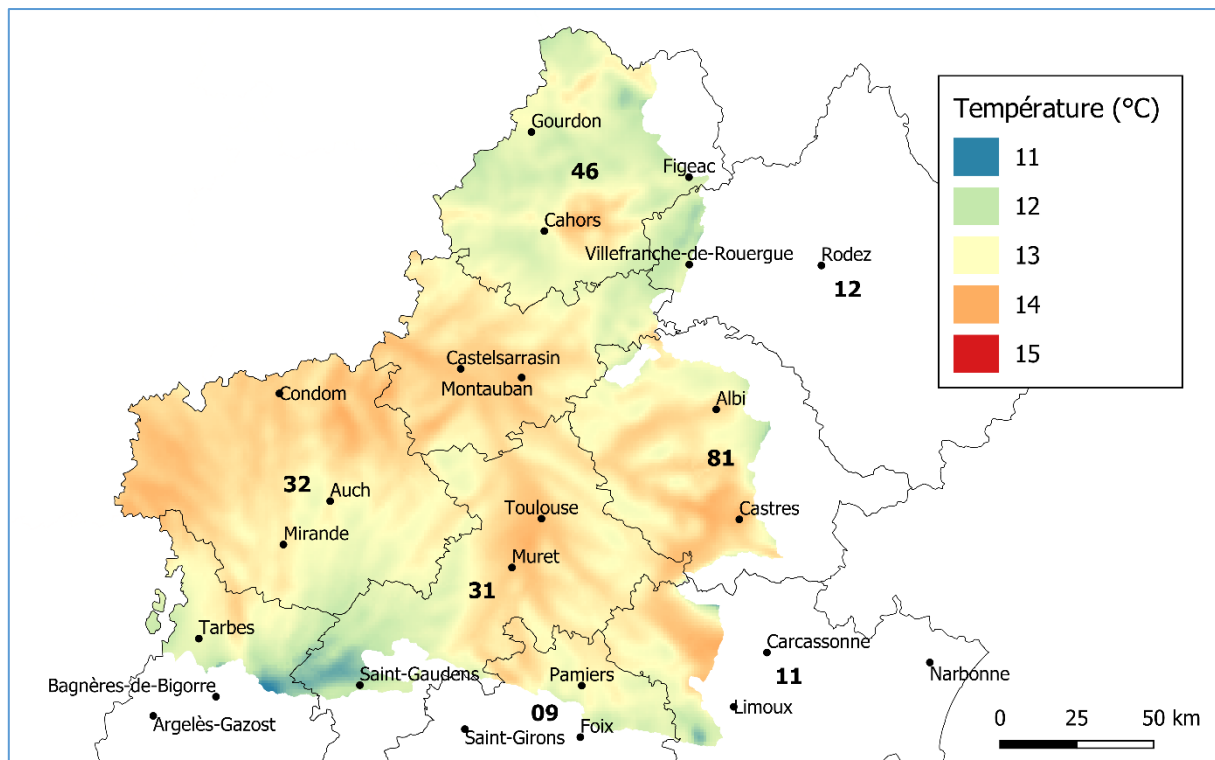 Température (°C)
11
12
13
14
15
Gourdon
46
Figeac
Cahors
Villefranche-de-Rouergue
Rodez
12
Castelsarrasin
Montauban
Condom
Albi
81
32
Auch
Toulouse
Castres
Mirande
Muret
31
Tarbes
Carcassonne
Saint-Gaudens
Pamiers
11
Narbonne
Bagnères-de-Bigorre
Limoux
09
Argelès-Gazost
Saint-Girons
Foix
0 25 50 km